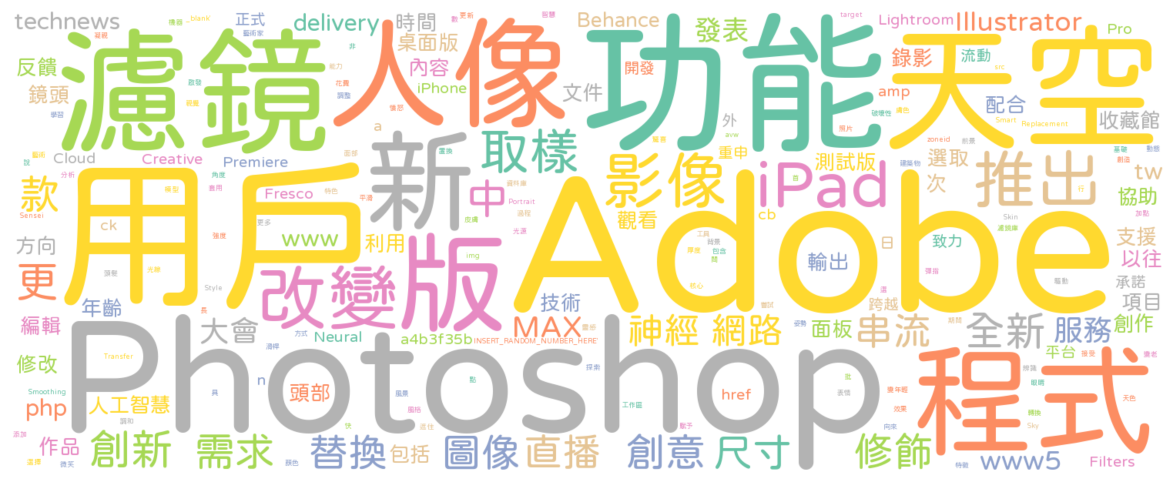 technews
正式
delivery
時間
Behance
發表
Lightroom
Illustrator
Pro
反饋
濾鏡
人像
桌面版
內容
iPhone
功能
開發
天空
錄影
流動
鏡頭
文件
amp
配合
收藏館
外
a
新
取樣
影像
重申
測試版
選取
次
推出
tw
Cloud
Creative
Premiere
Fresco
中
iPad
協助
款
用戶
ck
www
利用
版
Adobe
觀看
cb
日
致力
輸出
支援
以往
方向
更
改變
年齡
技術
跨越
承諾
項目
編輯
大會
Neural
a4b3f35b
MAX
INSERT_RANDOM_NUMBER_HERE
神經
網路
面板
串流
全新
服務
創作
修改
Photoshop
程式
平台
Transfer
Smoothing
php
人工智慧
n
頭部
href
工作區
作品
創新
需求
替換
包括
圖像
直播
創意
尺寸
修飾
www5
Filters
Sensei
Style
Portrait
Skin
Sky
Replacement
Smart
zoneid
target
img
src